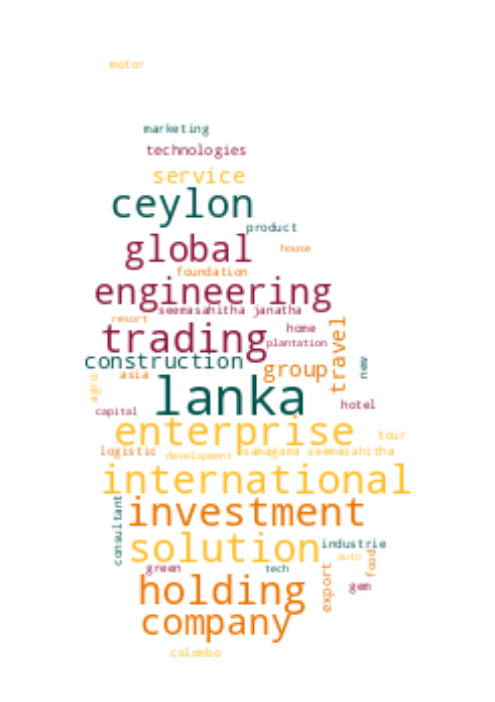 motor
marketing
technologies
service
ceylon
product
global
house
foundation
engineering
seemasahitha janatha
resort
trading
home
plantation
travel
construction
group
new
asia
agro
lanka
hotel
capital
enterprise
tour
logistic
samagama seemasahitha
development
international
consultant
investment
solution
industrie
auto
food
green
tech
export
gem
holding
company
colombo